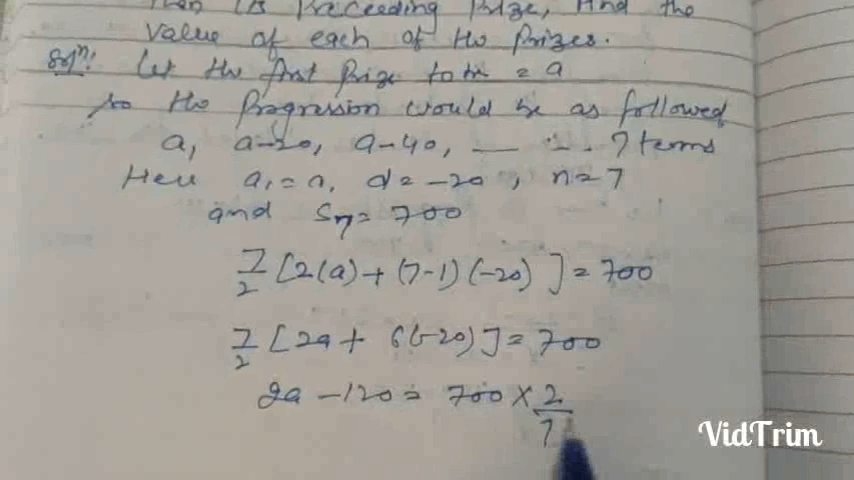 than its Preceeding Prize, find the
value of each of the Prizes.
Solⁿ: Let the first Prize to be = a
so the Progression would be as followed
a, a-20, a-40, — - - . 7 terms
Here a₁ = a, d = -20, n = 7
and S₇ = 700
7/2 [2(a) + (7-1) (-20)] = 700
7/2 [2a + 6(-20)] = 700
2a - 120 = 700 × 2/7
VidTrim